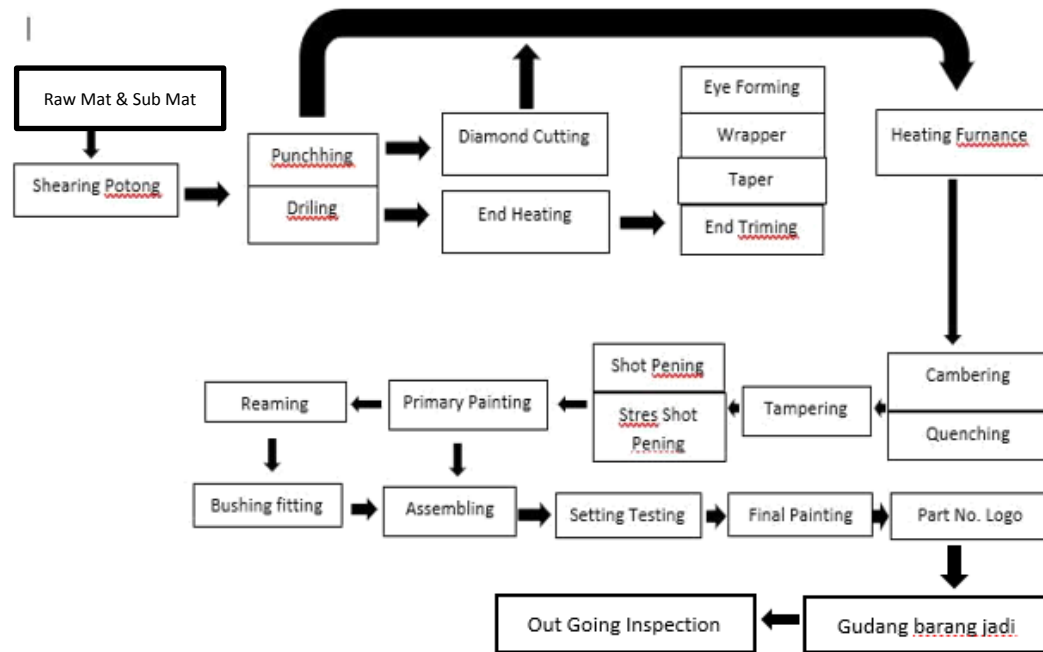 Raw Mat & Sub Mat
Shearing Potong
Punchhing
Driling
Diamond Cutting
End Heating
Eye Forming
Wrapper
Taper
End Triming
Heating Furnance
Cambering
Quenching
Tampering
Shot Pening
Stres Shot
Pening
Primary Painting
Reaming
Bushing fitting
Assembling
Setting Testing
Final Painting
Part No. Logo
Gudang barang jadi
Out Going Inspection